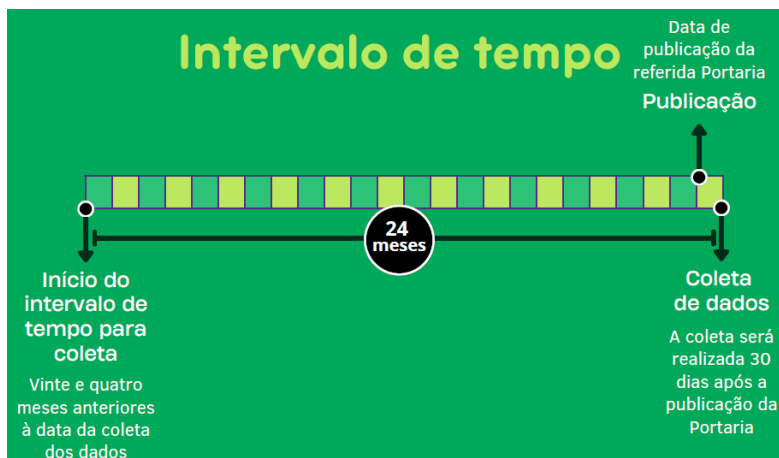 Intervalo de tempo
Data de
publicação da
referida Portaria
Publicação
24
meses
Início do
intervalo de
tempo para
coleta
Vinte e quatro
meses anteriores
à data da coleta
dos dados
Coleta
de dados
A coleta será
realizada 30
dias após a
publicação da
Portaria